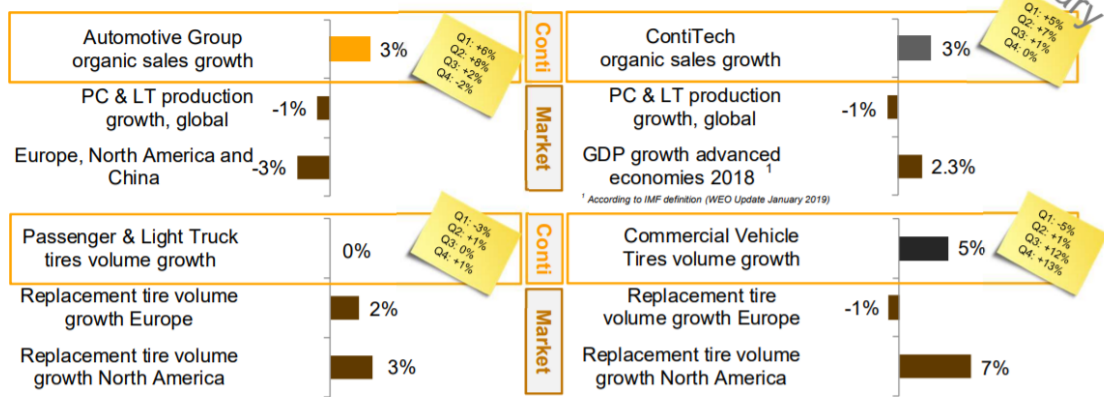 Automotive Group
organic sales growth
3%
Q1: +6%
Q2: +8%
Q3: +2%
Q4: -2%
Conti
PC & LT production
growth, global
-1%
Europe, North America and
China
-3%
Market
ContiTech
organic sales growth
3%
Q1: +5%
Q2: +7%
Q3: +1%
Q4: 0%
PC & LT production
growth, global
-1%
GDP growth advanced
economies 2018 1
2.3%
1 According to IMF definition (WEO Update January 2019)
Passenger & Light Truck
tires volume growth
0%
Q1: -3%
Q2: +1%
Q3: 0%
Q4: +1%
Conti
Replacement tire volume
growth Europe
2%
Replacement tire volume
growth North America
3%
Market
Commercial Vehicle
Tires volume growth
5%
Q1: -5%
Q2: +1%
Q3: +12%
Q4: +13%
Replacement tire
volume growth Europe
-1%
Replacement tire volume
growth North America
7%